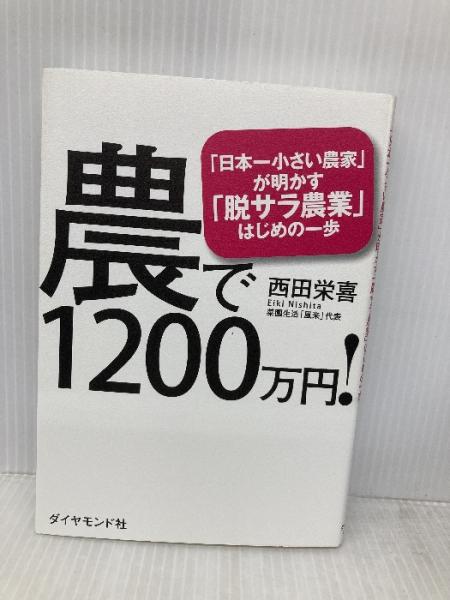 「日本一小さい農家」
が明かす
「脱サラ農業」
はじめの一歩
農で
西田栄喜
Eiki Nishita
菜園生活「風来」代表
1200万円!
ダイヤモンド社